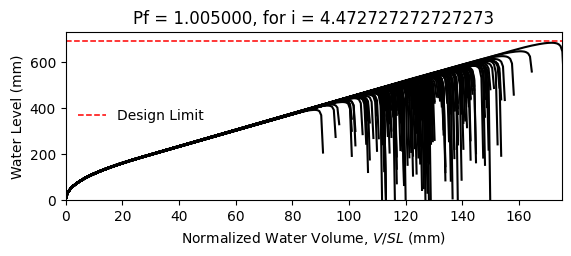 Pf = 1.005000, for i = 4.472727272727273
Water Level (mm)
600
400
200
0
Design Limit
0 20 40 60 80 100 120 140 160
Normalized Water Volume, V/SL (mm)